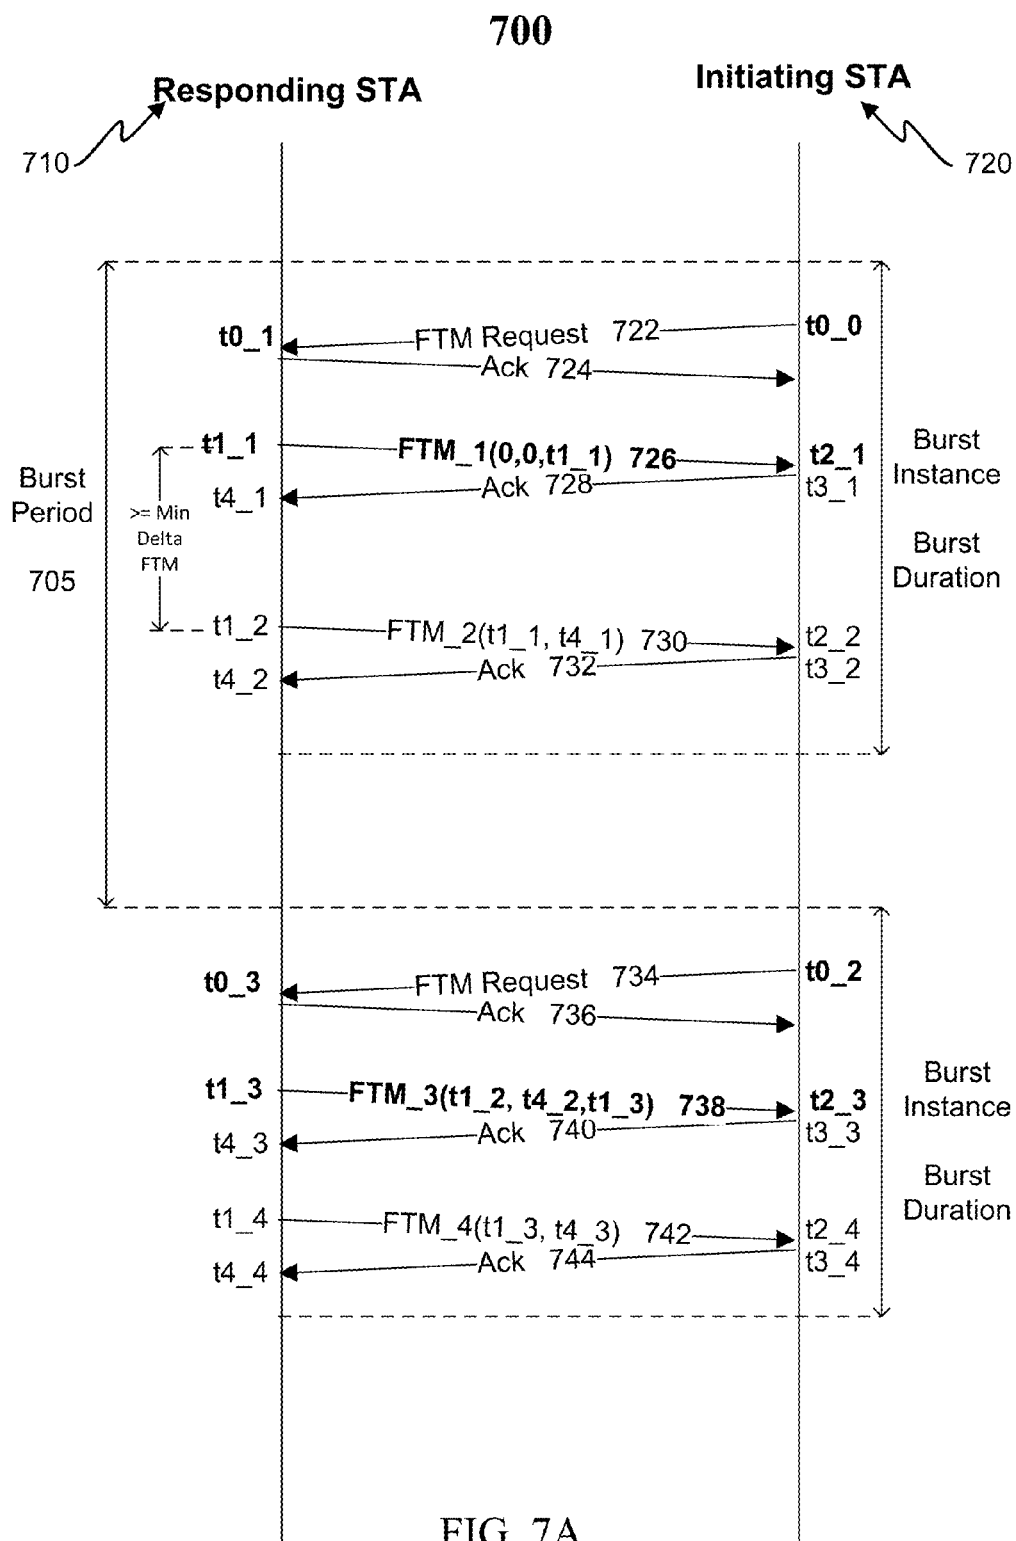 700
Responding STA
Initiating STA
710
720
t0_1
FTM Request 722
t0_0
Ack 724
t1_1
FTM_1(0,0,t1_1) 726
t2_1
t4_1
Ack 728
t3_1
Burst
Period
705
>= Min
Delta
FTM
Burst
Instance
Burst
Duration
t1_2
FTM_2(t1_1, t4_1) 730
t2_2
t4_2
Ack 732
t3_2
t0_3
FTM Request 734
t0_2
Ack 736
t1_3
FTM_3(t1_2, t4_2,t1_3) 738
t2_3
t4_3
Ack 740
t3_3
Burst
Instance
Burst
Duration
t1_4
FTM_4(t1_3, t4_3) 742
t2_4
t4_4
Ack 744
t3_4
FIG. 7A